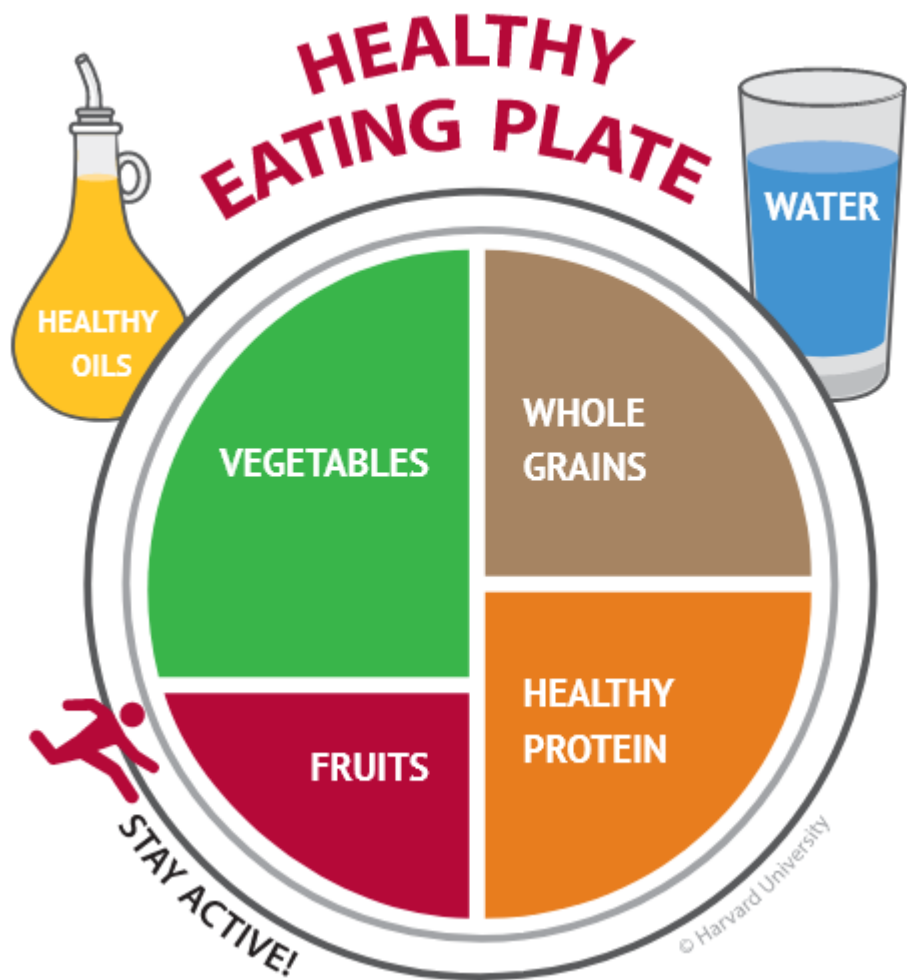 HEALTHY
EATING PLATE
HEALTHY
OILS
WATER
VEGETABLES
WHOLE
GRAINS
FRUITS
HEALTHY
PROTEIN
STAY ACTIVE!
© Harvard University